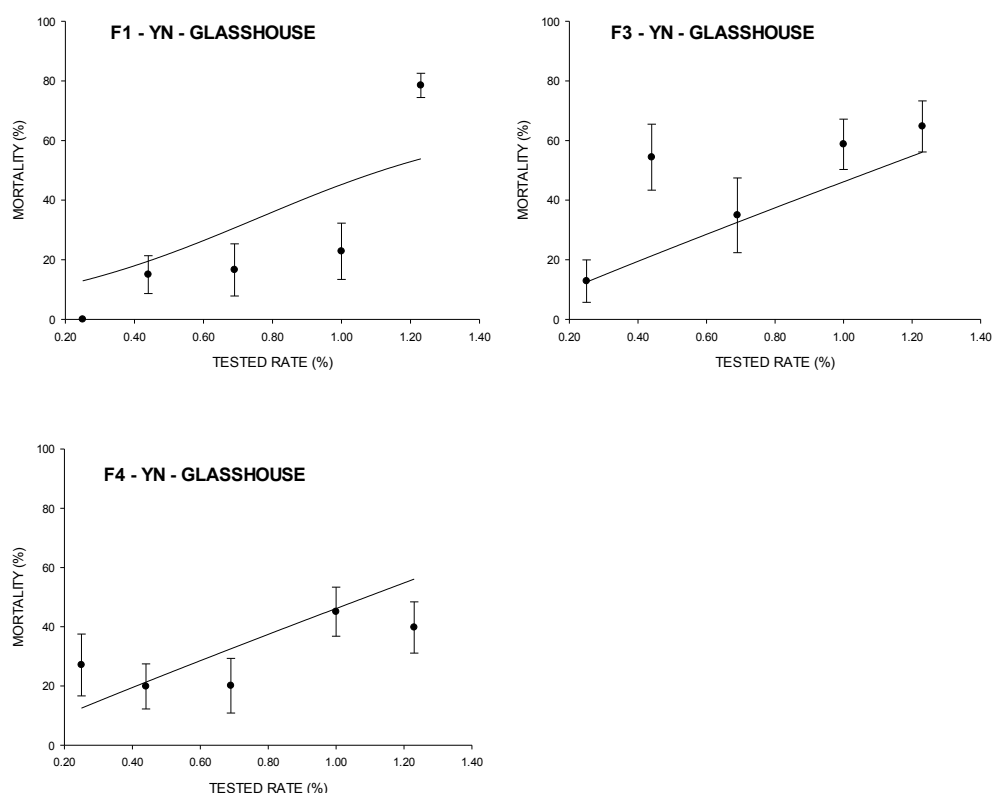 F1 - YN - GLASSHOUSE
MORTALITY (%)
100
80
60
40
20
0
0.20 0.40 0.60 0.80 1.00 1.20 1.40
TESTED RATE (%)
F3 - YN - GLASSHOUSE
MORTALITY (%)
100
80
60
40
20
0
0.20 0.40 0.60 0.80 1.00 1.20 1.40
TESTED RATE (%)
F4 - YN - GLASSHOUSE
MORTALITY (%)
100
80
60
40
20
0
0.20 0.40 0.60 0.80 1.00 1.20 1.40
TESTED RATE (%)